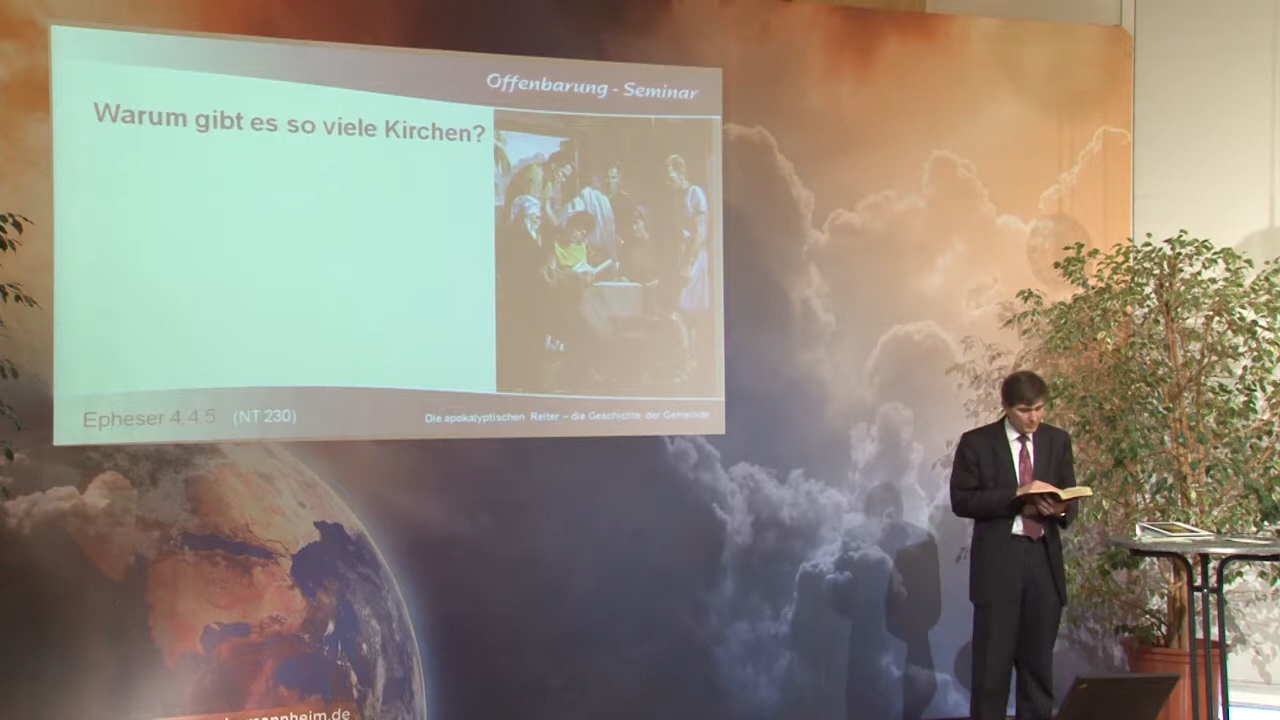 Offenbarung - Seminar
Warum gibt es so viele Kirchen?
Epheser 4,4.5 (NT 230)
Die apokalyptischen Reiter – die Geschichte der Gemeinde